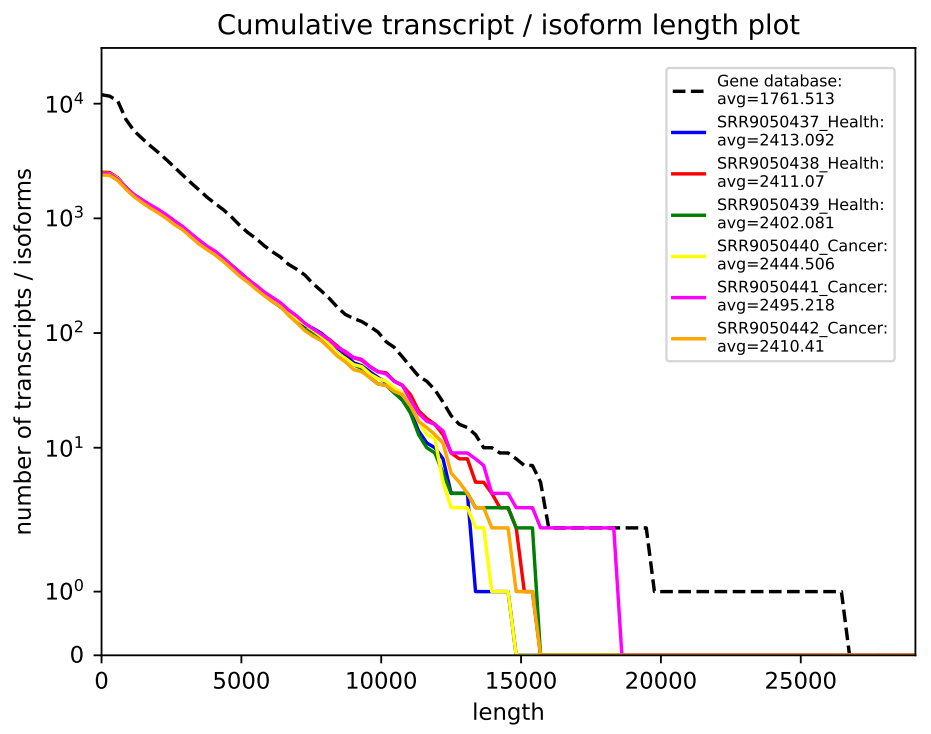 Cumulative transcript / isoform length plot
number of transcripts / isoforms
10^4
10^3
10^2
10^1
10^0
0
Gene database:
avg=1761.513
SRR9050437_Health:
avg=2413.092
SRR9050438_Health:
avg=2411.07
SRR9050439_Health:
avg=2402.081
SRR9050440_Cancer:
avg=2444.506
SRR9050441_Cancer:
avg=2495.218
SRR9050442_Cancer:
avg=2410.41
0 5000 10000 15000 20000 25000
length